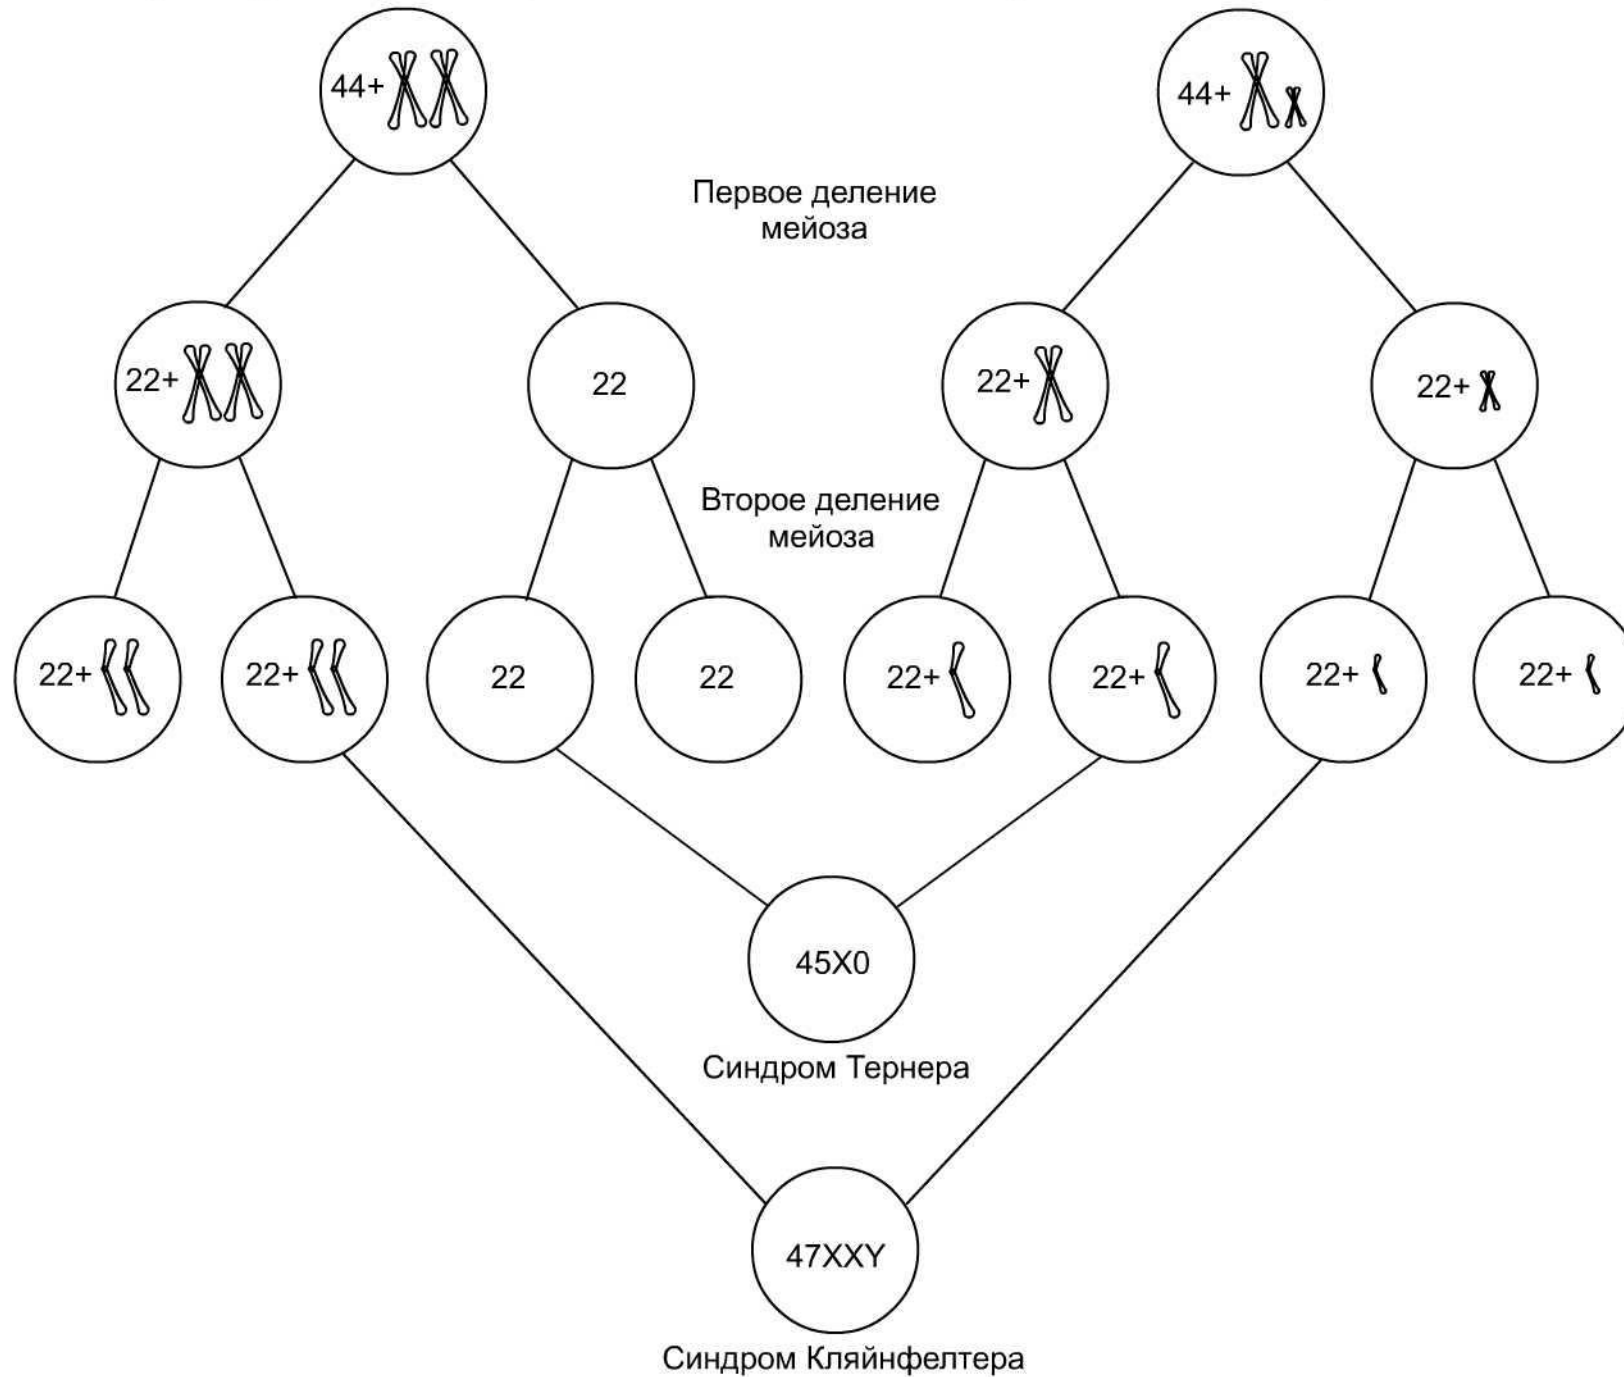 44+
44+
Первое деление
мейоза
22+
22
22+
22+
Второе деление
мейоза
22+
22+
22
22
22+
22+
22+
22+
45X0
Синдром Тернера
47XXY
Синдром Кляйнфелтера